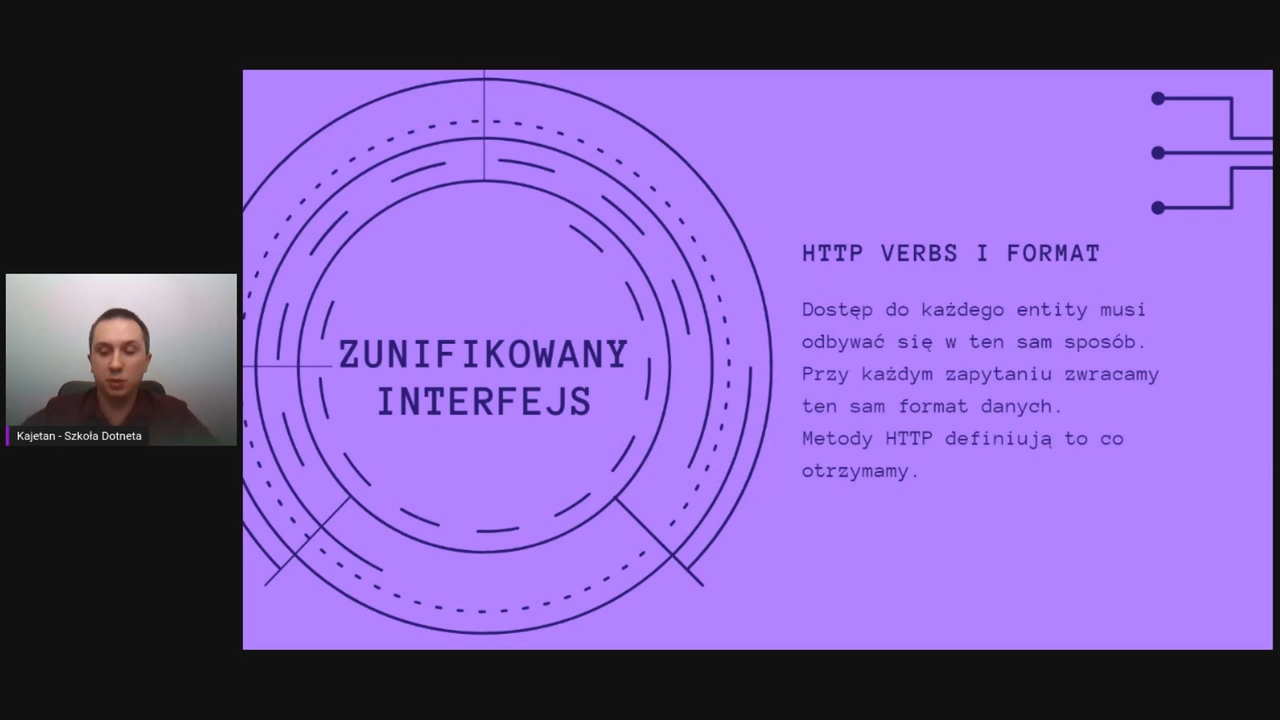 ZUNIFIKOWANY
INTERFEJS
HTTP VERBS I FORMAT
Dostęp do każdego entity musi
odbywać się w ten sam sposób.
Przy każdym zapytaniu zwracamy
ten sam format danych.
Metody HTTP definiują to co
otrzymamy.
Kajetan - Szkoła Dotneta